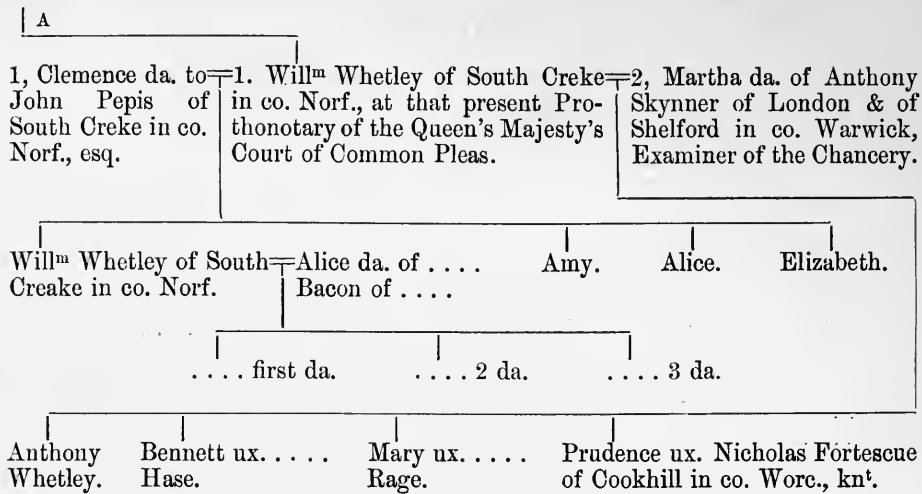 A
1, Clemence da. to
John Pepis of
South Creke in co.
Norf., esq.
1. Willᵐ Whetley of South Creke
in co. Norf., at that present Pro-
thonotary of the Queen's Majesty's
Court of Common Pleas.
2, Martha da. of Anthony
Skynner of London & of
Shelford in co. Warwick,
Examiner of the Chancery.
Willᵐ Whetley of South
Creake in co. Norf.
Alice da. of . . . .
Bacon of . . . .
Amy.
Alice.
Elizabeth.
. . . . first da.
. . . . 2 da.
. . . . 3 da.
Anthony
Whetley.
Bennett ux. . . . .
Hase.
Mary ux. . . . .
Rage.
Prudence ux. Nicholas Fortescue
of Cookhill in co. Worc., knᵗ.